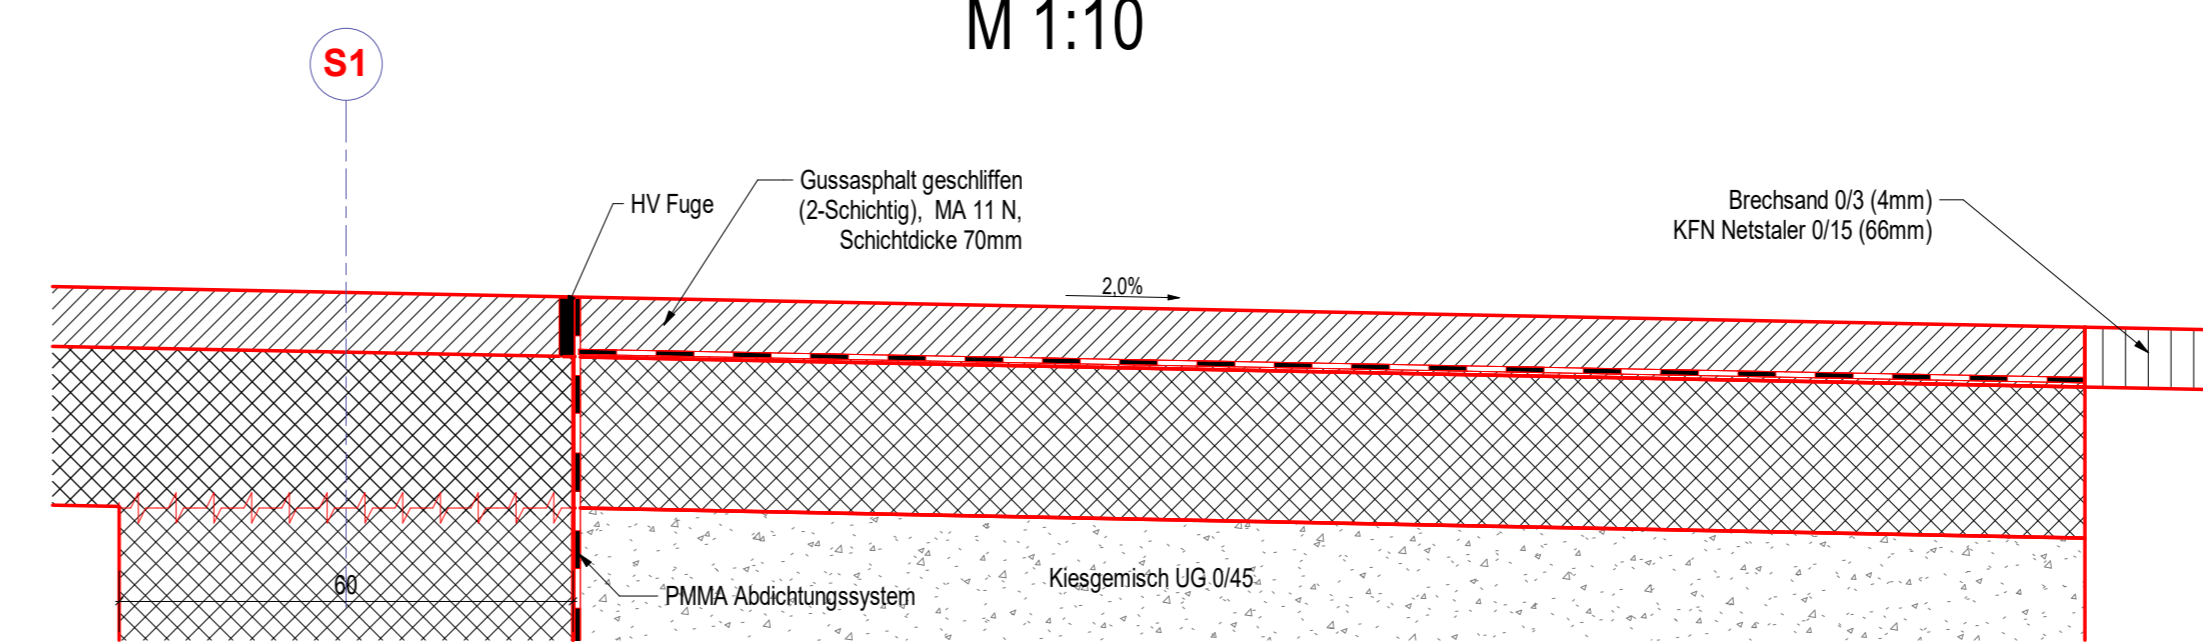 M 1:10
S1
HV Fuge
Gussasphalt geschliffen
(2-Schichtig), MA 11 N,
Schichtdicke 70mm
Brechsand 0/3 (4mm)
KFN Netstaler 0/15 (66mm)
2,0%
60
PMMA Abdichtungssystem
Kiesgemisch UG 0/45